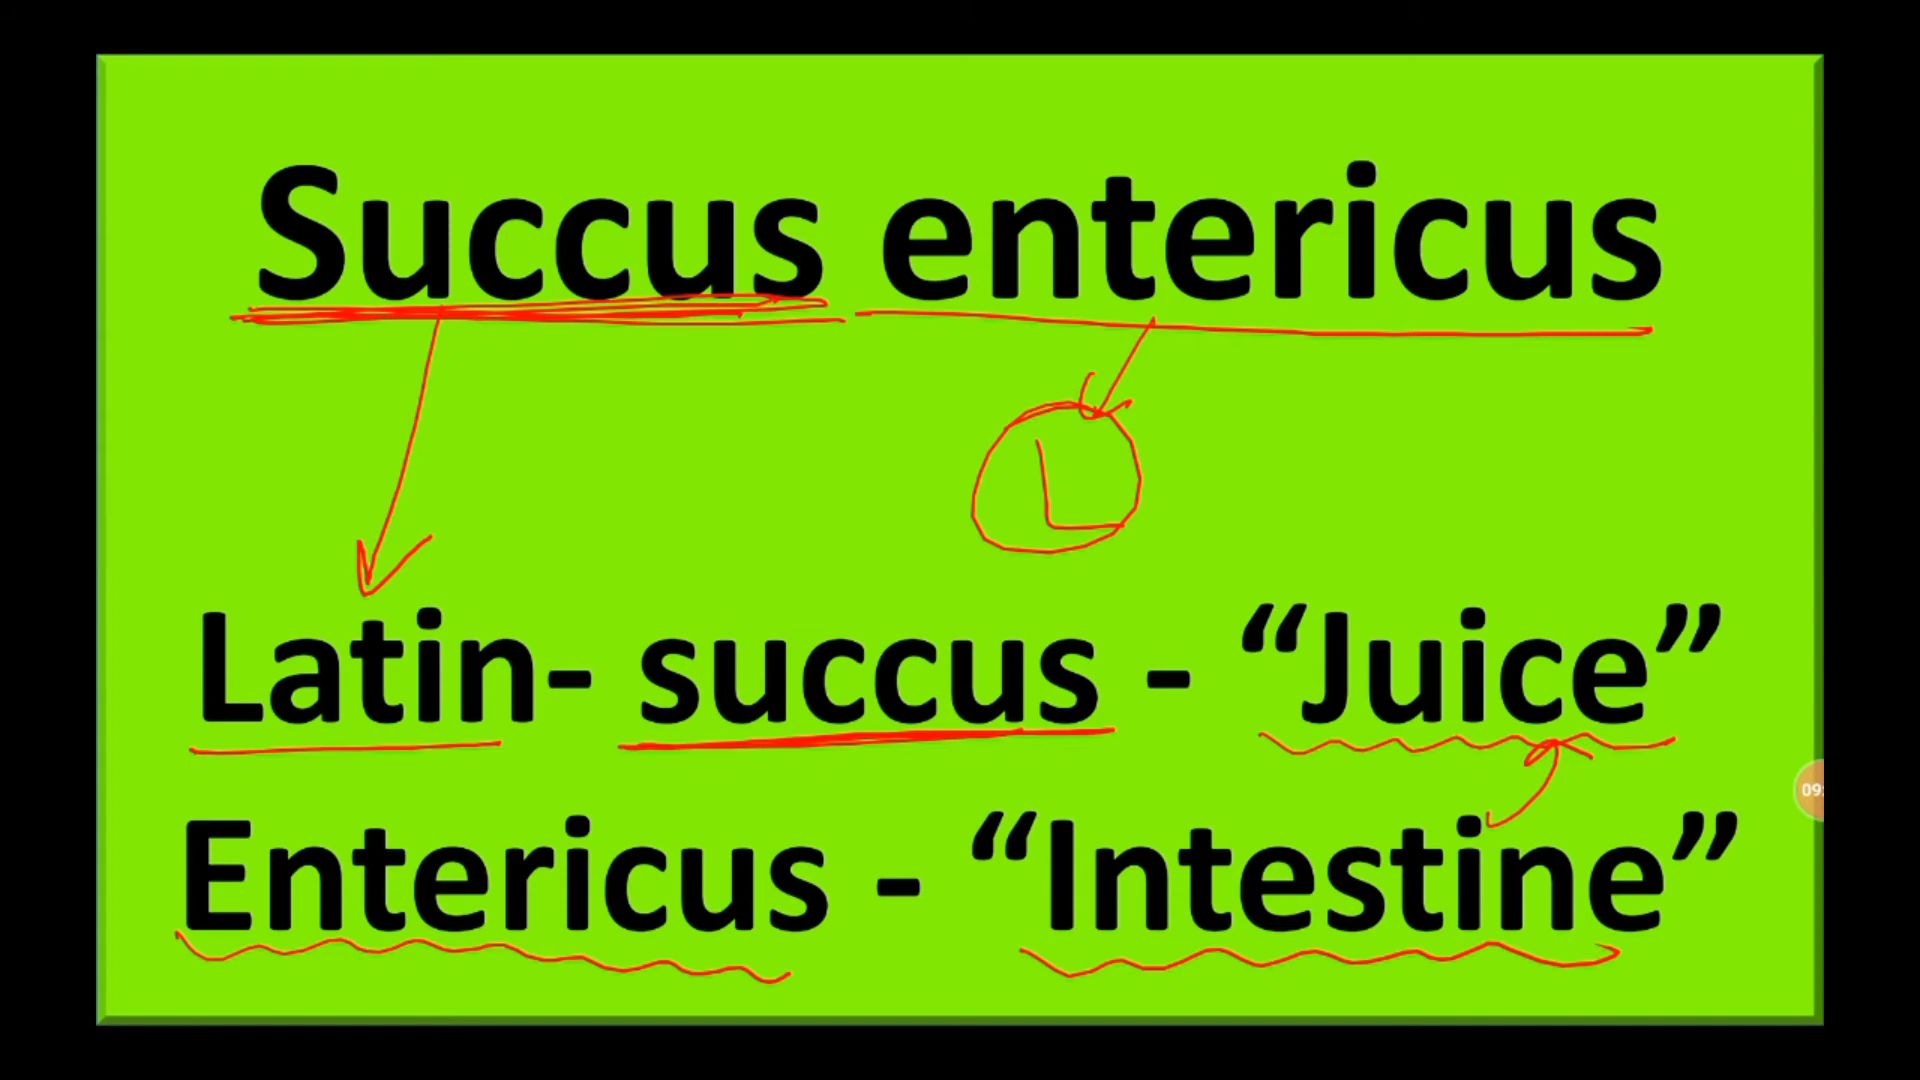 Succus entericus
L
Latin- succus - “Juice”
Entericus - “Intestine”